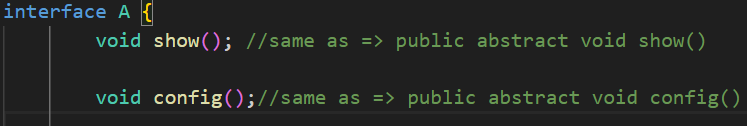 interface A {
void show(); //same as => public abstract void show()
void config();//same as => public abstract void config()